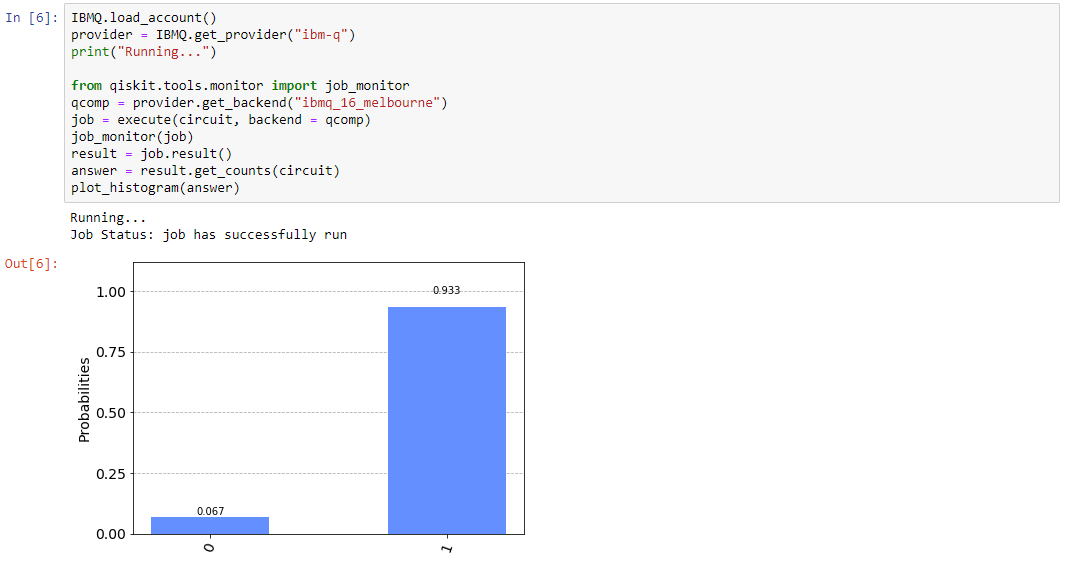 In [6]:
IBMQ.load_account()
provider = IBMQ.get_provider("ibm-q")
print("Running...")
from qiskit.tools.monitor import job_monitor
qcomp = provider.get_backend("ibmq_16_melbourne")
job = execute(circuit, backend = qcomp)
job_monitor(job)
result = job.result()
answer = result.get_counts(circuit)
plot_histogram(answer)
Running...
Job Status: job has successfully run
Out[6]:
Probabilities
1.00
0.75
0.50
0.25
0.00
0.067
0.933
0
1